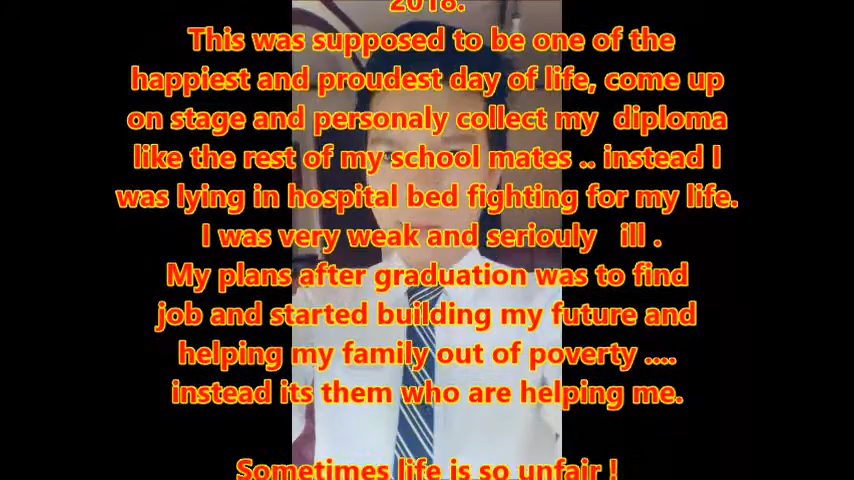 2018.
This was supposed to be one of the
happiest and proudest day of life, come up
on stage and personaly collect my diploma
like the rest of my school mates .. instead I
was lying in hospital bed fighting for my life.
I was very weak and seriouly ill .
My plans after graduation was to find
job and started building my future and
helping my family out of poverty ....
instead its them who are helping me.
Sometimes life is so unfair !